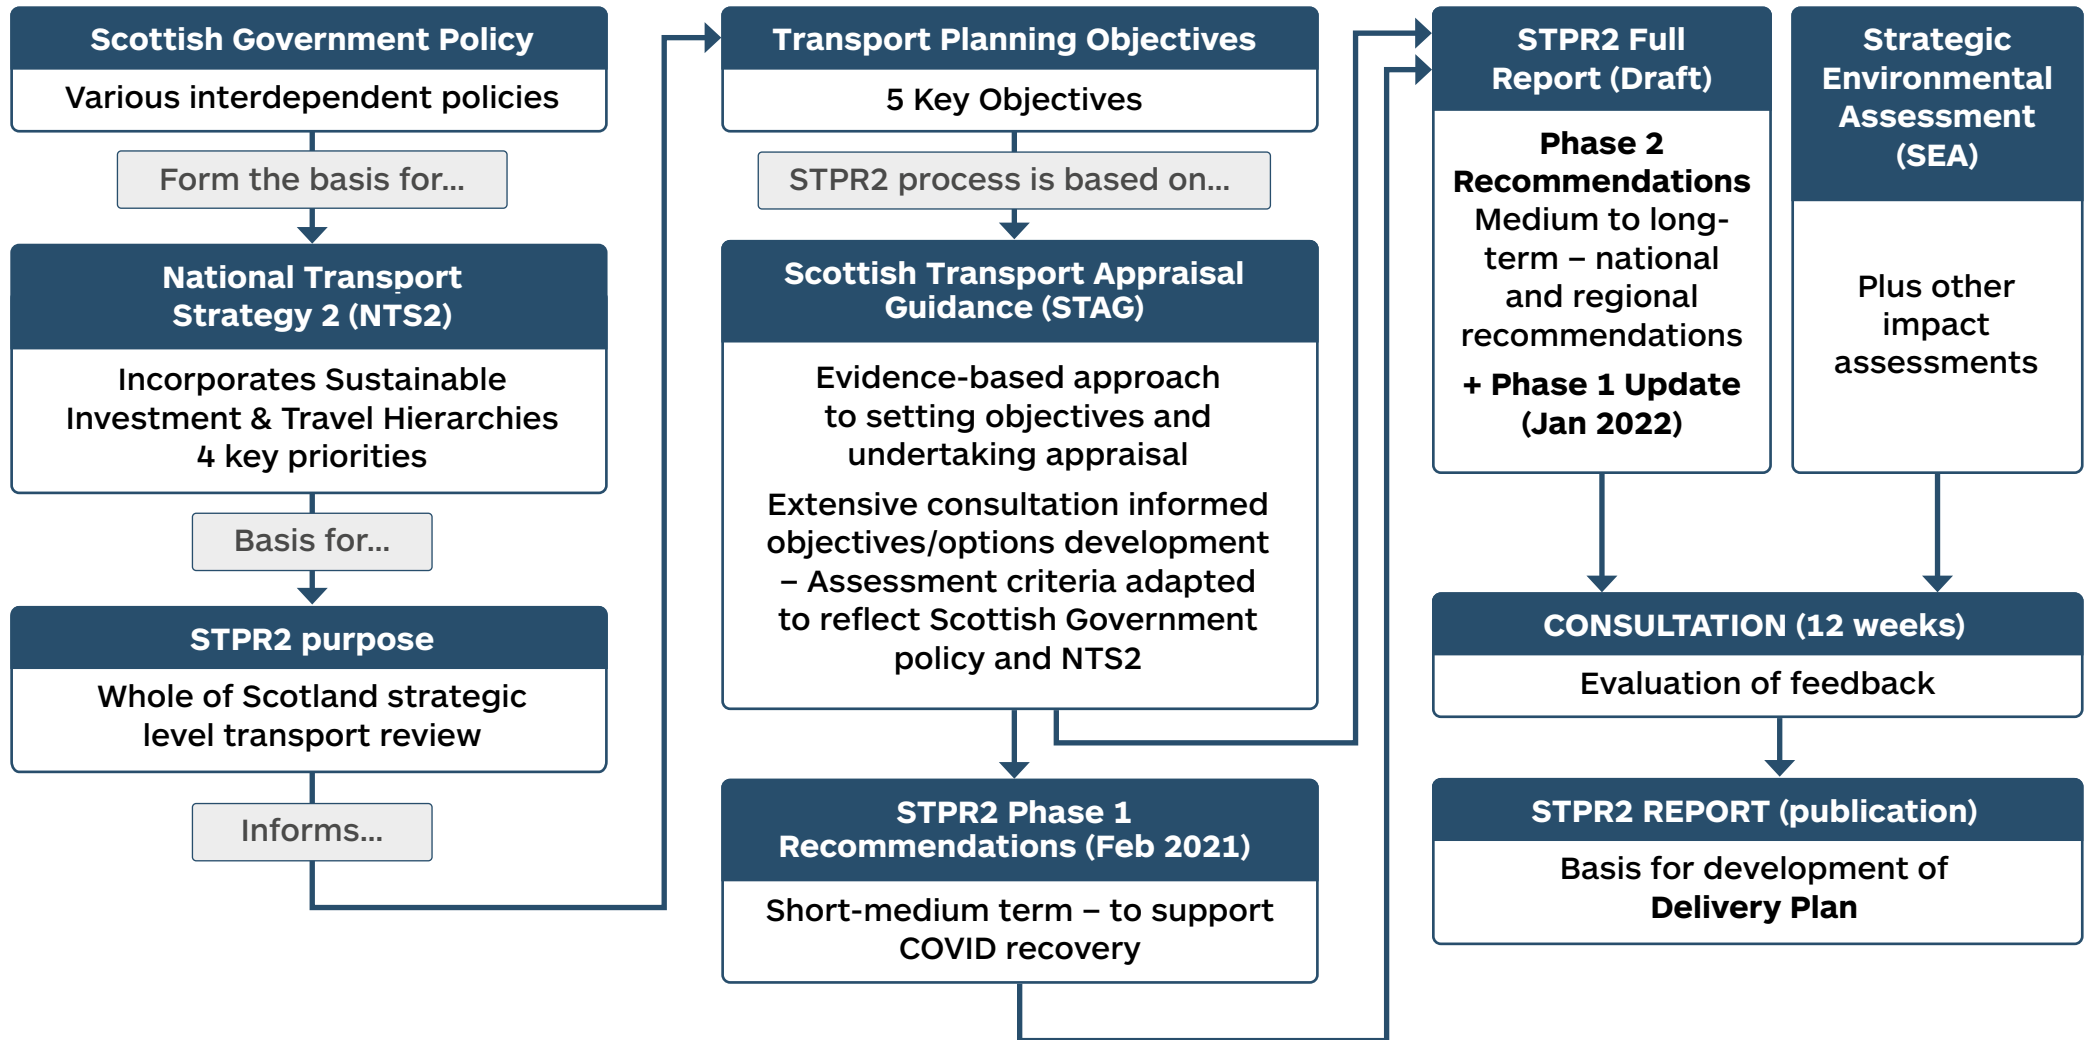 Scottish Government Policy
Various interdependent policies
Form the basis for...
National Transport
Strategy 2 (NTS2)
Incorporates Sustainable
Investment & Travel Hierarchies
4 key priorities
Basis for...
STPR2 purpose
Whole of Scotland strategic
level transport review
Informs...
Transport Planning Objectives
5 Key Objectives
STPR2 process is based on...
Scottish Transport Appraisal
Guidance (STAG)
Evidence-based approach
to setting objectives and
undertaking appraisal
Extensive consultation informed
objectives/options development
– Assessment criteria adapted
to reflect Scottish Government
policy and NTS2
STPR2 Phase 1
Recommendations (Feb 2021)
Short-medium term – to support
COVID recovery
STPR2 Full
Report (Draft)
Phase 2
Recommendations
Medium to long-
term – national
and regional
recommendations
+ Phase 1 Update
(Jan 2022)
Strategic
Environmental
Assessment
(SEA)
Plus other
impact
assessments
CONSULTATION (12 weeks)
Evaluation of feedback
STPR2 REPORT (publication)
Basis for development of
Delivery Plan